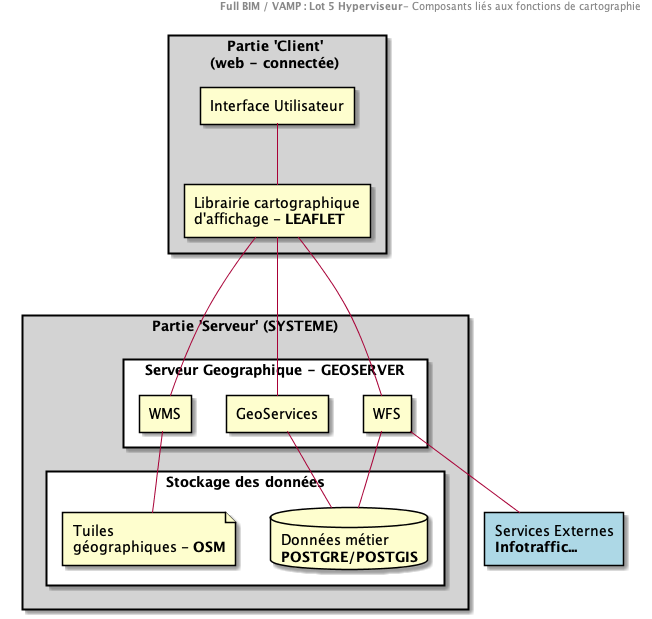 Full BIM / VAMP : Lot 5 Hyperviseur- Composants liés aux fonctions de cartographie
Partie 'Client'
(web - connectée)
Interface Utilisateur
Librairie cartographique
d'affichage - LEAFLET
Partie 'Serveur' (SYSTEME)
Serveur Geographique - GEOSERVER
WMS
GeoServices
WFS
Stockage des données
Tuiles
géographiques - OSM
Données métier
POSTGRE/POSTGIS
Services Externes
Infotraffic...